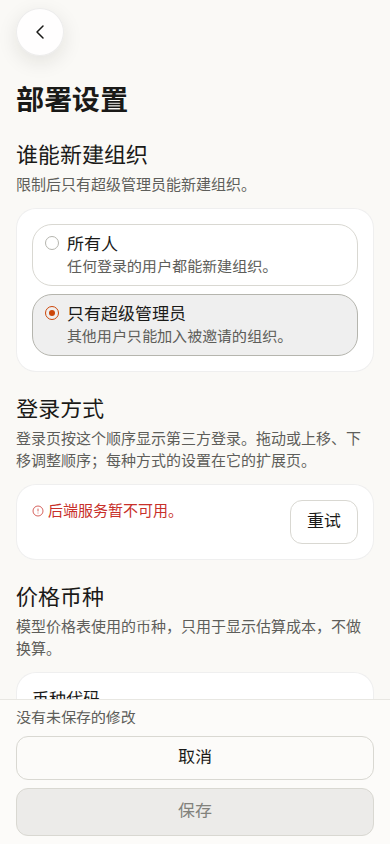 部署设置
谁能新建组织
限制后只有超级管理员能新建组织。
所有人
任何登录的用户都能新建组织。
只有超级管理员
其他用户只能加入被邀请的组织。
登录方式
登录页按这个顺序显示第三方登录。拖动或上移、下
移调整顺序；每种方式的设置在它的扩展页。
后端服务暂不可用。
重试
价格币种
模型价格表使用的币种，只用于显示估算成本，不做
换算。
币种代码
没有未保存的修改
取消
保存